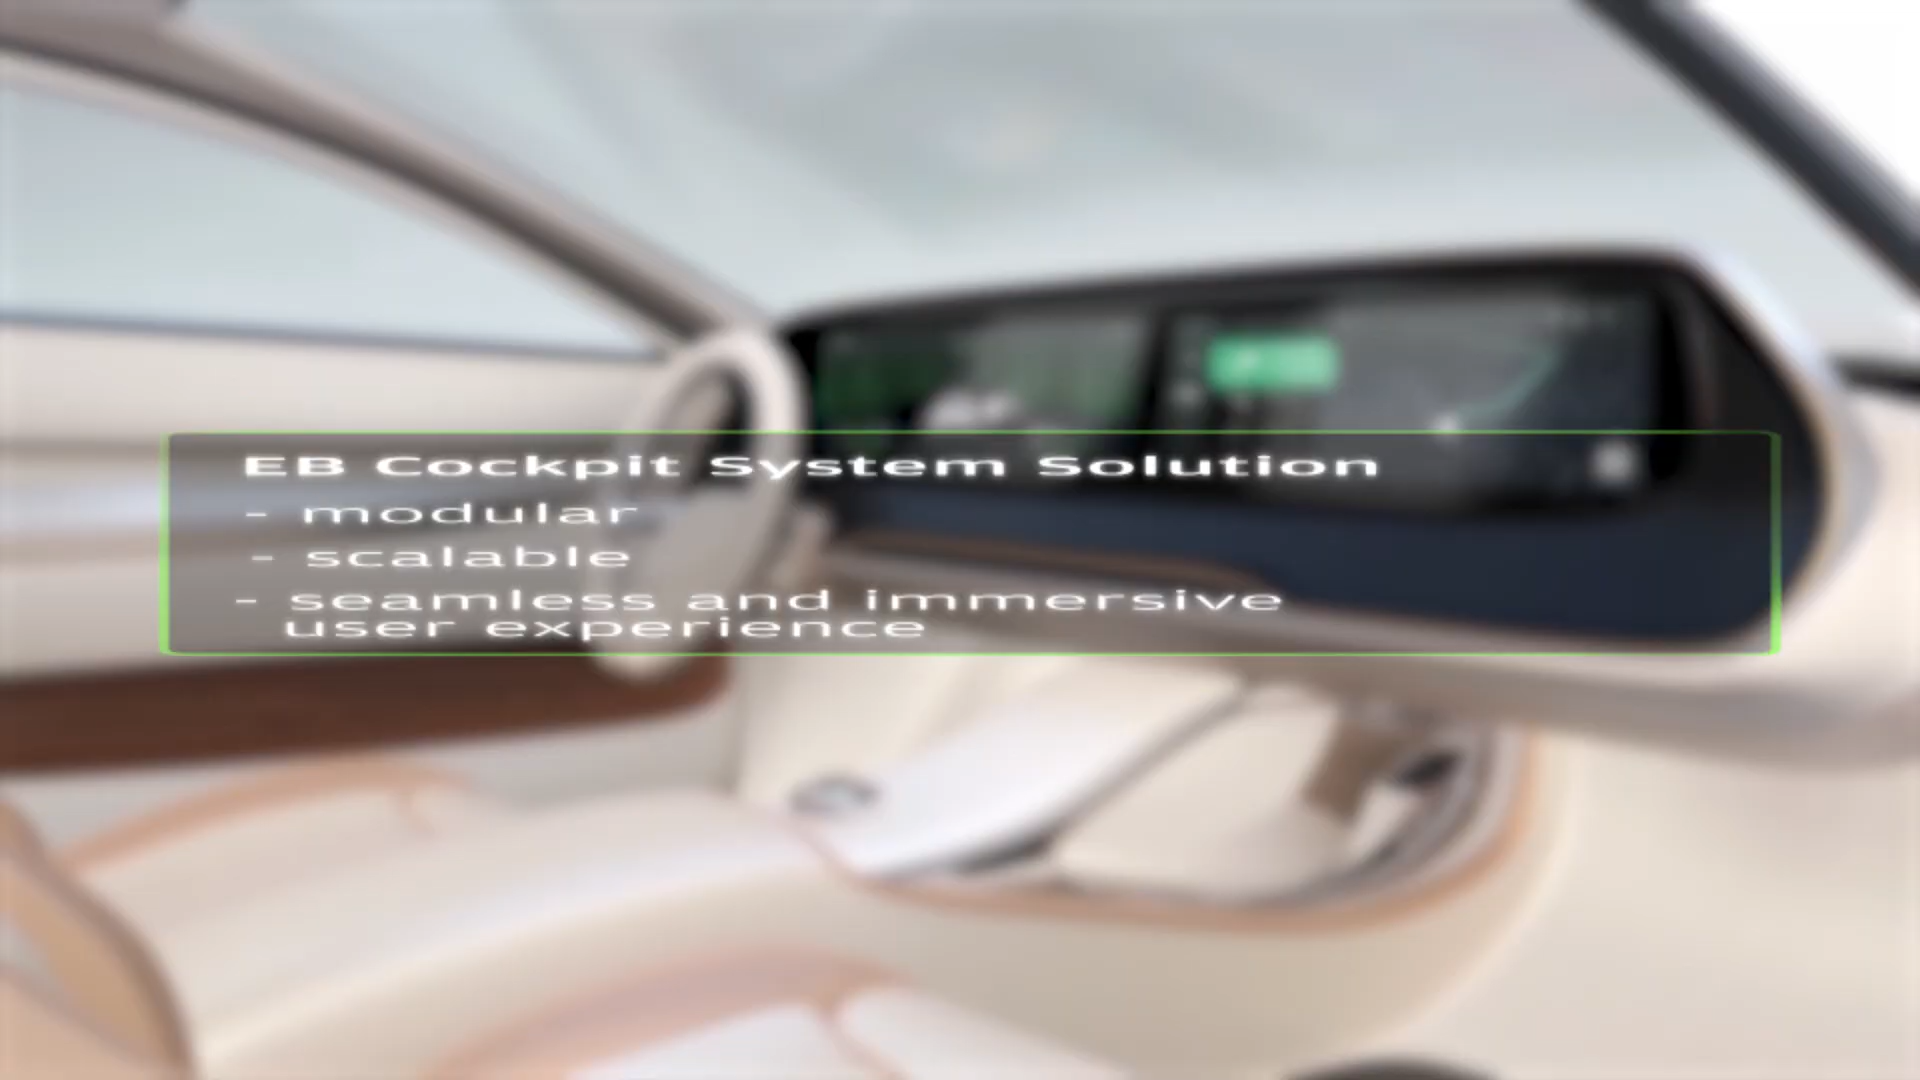 EB Cockpit System Solution
- modular
- scalable
- seamless and immersive
user experience